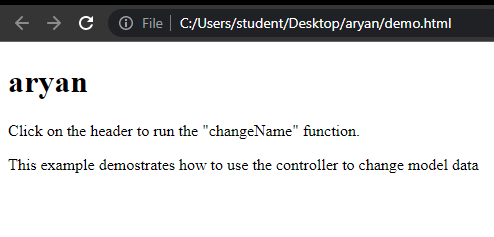 File | C:/Users/student/Desktop/aryan/demo.html
aryan
Click on the header to run the "changeName" function.
This example demostrates how to use the controller to change model data